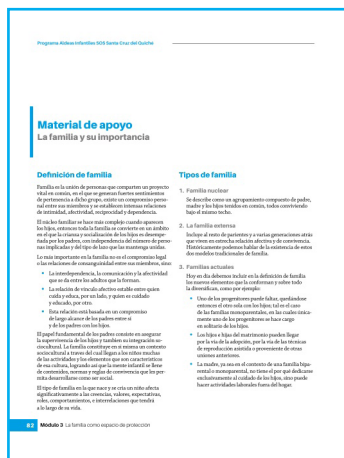 Programa Aldeas Infantiles SOS Santa Cruz del Quiché
Material de apoyo
La familia y su importancia
Definición de familia
Familia es la unión de personas que comparten un proyecto
vital en común, en el que se generan fuertes sentimientos
de pertenencia a dicho grupo, existe un compromiso perso-
nal entre sus miembros y se establecen intensas relaciones
de intimidad, afectividad, reciprocidad y dependencia.
El núcleo familiar se hace más complejo cuando aparecen
los hijos, entonces toda la familia se convierte en un ámbito
en el que la crianza y socialización de los hijos es desempe-
ñada por los padres, con independencia del número de perso-
nas implicadas y del tipo de lazo que las mantenga unidas.
Lo más importante en la familia no es el compromiso legal
o las relaciones de consanguinidad entre sus miembros, sino:
• La interdependencia, la comunicación y la afectividad
que se da entre los adultos que la forman.
• La relación de vínculo afectivo estable entre quien
cuida y educa, por un lado, y quien es cuidado
y educado, por otro.
• Esta relación está basada en un compromiso
de largo alcance de los padres entre sí
y de los padres con los hijos.
El papel fundamental de los padres consiste en asegurar
la supervivencia de los hijos y también su integración so-
ciocultural. La familia constituye en sí misma un contexto
sociocultural a través del cual llegan a los niños muchas
de las actividades y los elementos que son característicos
de esa cultura, logrando así que la mente infantil se llene
de contenidos, normas y reglas de convivencia que les per-
mita desarrollarse como ser social.
El tipo de familia en la que nace y se cría un niño afecta
significativamente a las creencias, valores, expectativas,
roles, comportamientos, e interrelaciones que tendrá
a lo largo de su vida.
Tipos de familia
1. Familia nuclear
Se describe como un agrupamiento compuesto de padre,
madre y los hijos tenidos en común, todos conviviendo
bajo el mismo techo.
2. La familia extensa
Incluye al resto de parientes y a varias generaciones atrás
que viven en estrecha relación afectiva y de convivencia.
Históricamente podemos hablar de la existencia de estos
dos modelos tradicionales de familia.
3. Familias actuales
Hoy en día debemos incluir en la definición de familia
los nuevos elementos que la conforman y sobre todo
la diversifican, como por ejemplo:
• Uno de los progenitores puede faltar, quedándose
entonces el otro solo con los hijos; tal es el caso
de las familias monoparentales, en las cuales única-
mente uno de los progenitores se hace cargo
en solitario de los hijos.
• Los hijos e hijas del matrimonio pueden llegar
por la vía de la adopción, por la vía de las técnicas
de reproducción asistida o proveniente de otras
uniones anteriores.
• La madre, ya sea en el contexto de una familia bipa-
rental o monoparental, no tiene el por qué dedicarse
exclusivamente al cuidado de los hijos, sino puede
hacer actividades laborales fuera del hogar.
82 Módulo 3 La familia como espacio de protección